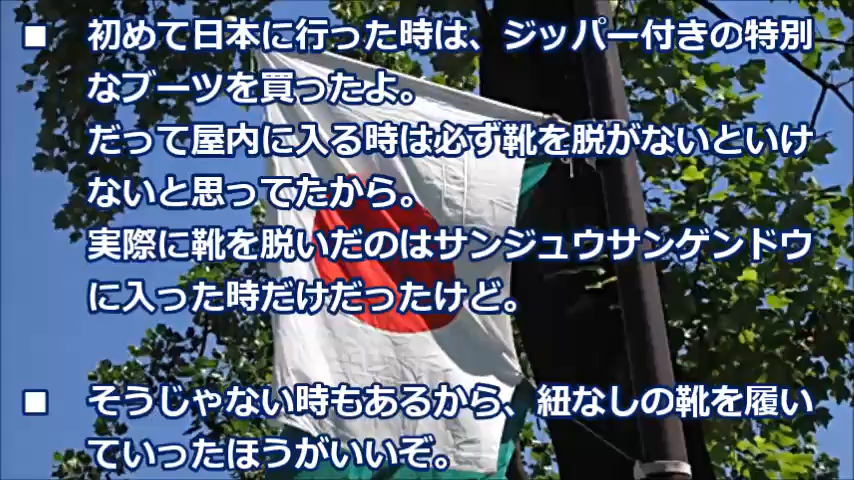 ■ 初めて日本に行った時は、ジッパー付きの特別
なブーツを買ったよ。
だって屋内に入る時は必ず靴を脱がないといけ
ないと思ってたから。
実際に靴を脱いだのはサンジュウサンゲンドウ
に入った時だけだったけど。
■ そうじゃない時もあるから、紐なしの靴を履い
ていったほうがいいぞ。